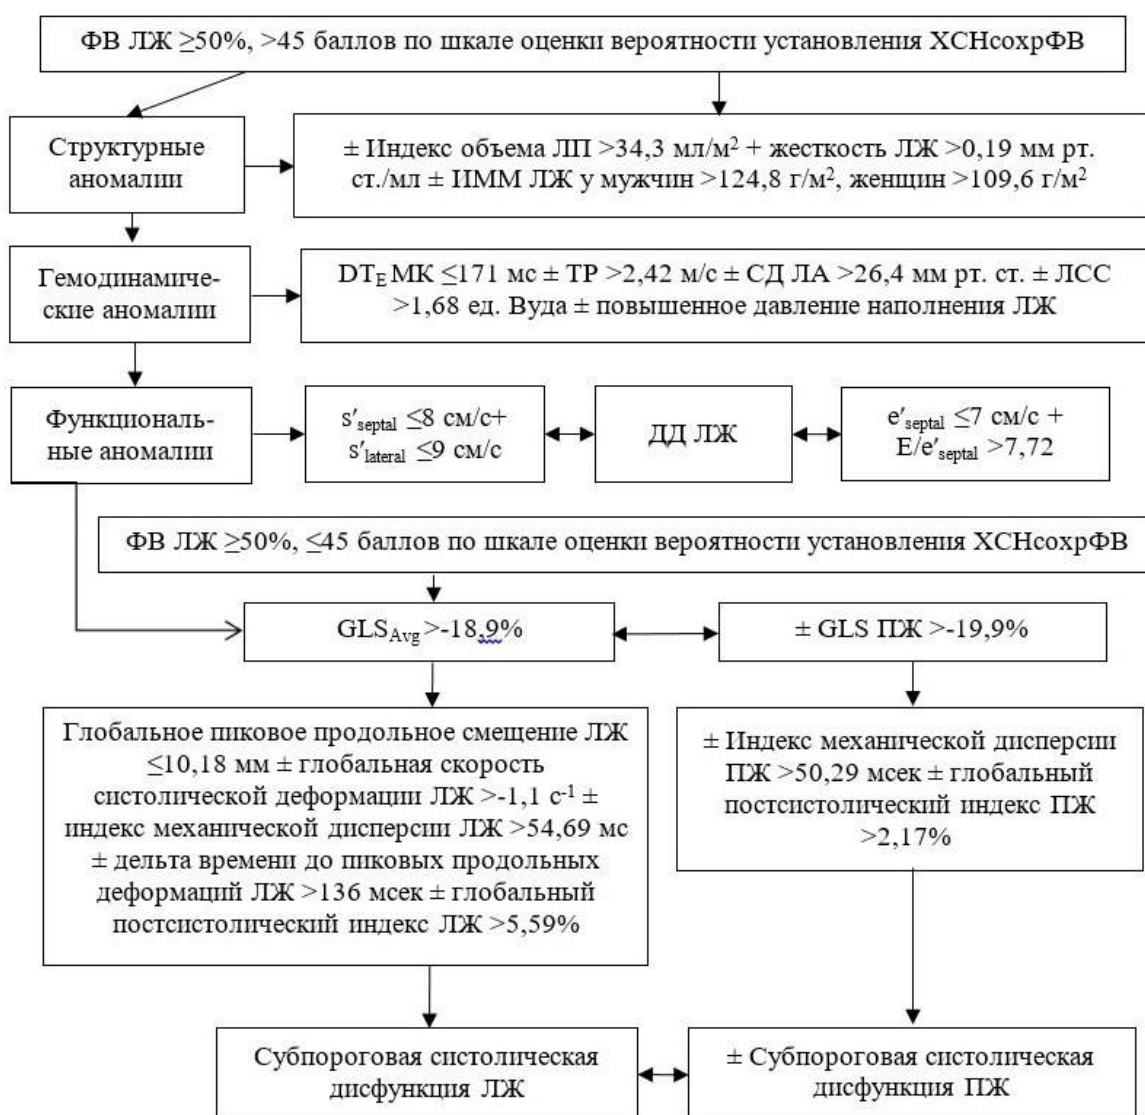 ФВ ЛЖ ≥50%, >45 баллов по шкале оценки вероятности установления ХСНсохрФВ
Структурные
аномалии
± Индекс объема ЛП >34,3 мл/м² + жесткость ЛЖ >0,19 мм рт.
ст./мл ± ИММ ЛЖ у мужчин >124,8 г/м², женщин >109,6 г/м²
Гемодинамиче-
ские аномалии
DTE МК ≤171 мс ± ТР >2,42 м/с ± СД ЛА >26,4 мм рт. ст. ± ЛСС
>1,68 ед. Вуда ± повышенное давление наполнения ЛЖ
Функциональ-
ные аномалии
s′septal ≤8 см/с+
s′lateral ≤9 см/с
ДД ЛЖ
e′septal ≤7 см/с +
E/e′septal >7,72
ФВ ЛЖ ≥50%, ≤45 баллов по шкале оценки вероятности установления ХСНсохрФВ
GLSAvg >-18,9%
± GLS ПЖ >-19,9%
Глобальное пиковое продольное смещение ЛЖ
≤10,18 мм ± глобальная скорость
систолической деформации ЛЖ >-1,1 с⁻¹ ±
индекс механической дисперсии ЛЖ >54,69 мс
± дельта времени до пиковых продольных
деформаций ЛЖ >136 мсек ± глобальный
постсистолический индекс ЛЖ >5,59%
± Индекс механической дисперсии
ПЖ >50,29 мсек ± глобальный
постсистолический индекс ПЖ
>2,17%
Субпороговая систолическая
дисфункция ЛЖ
± Субпороговая систолическая
дисфункция ПЖ